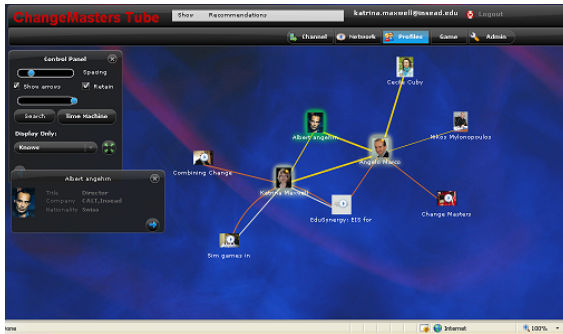 ChangeMasters Tube
Show Recommendations
katrina.maxwell@insead.edu
Logout
Channel Network Profiles Game Admin
Control Panel
Spacing
Show arrows Retain
Search Time Machine
Display Only:
Knows
Albert angehrn
Title Director
Company CALT,Insead
Nationality Swiss
Cecile Cuby
Albert angehrn
Nikos Mylonopoulos
Angelo Marco
Combining Change
Katrina Maxwell
Change Masters
EduSynergy: EIS for
Sim games in
Internet
100%